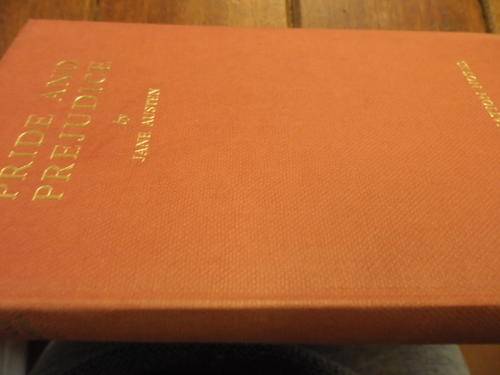 PRIDE AND
PREJUDICE
by
JANE AUSTEN